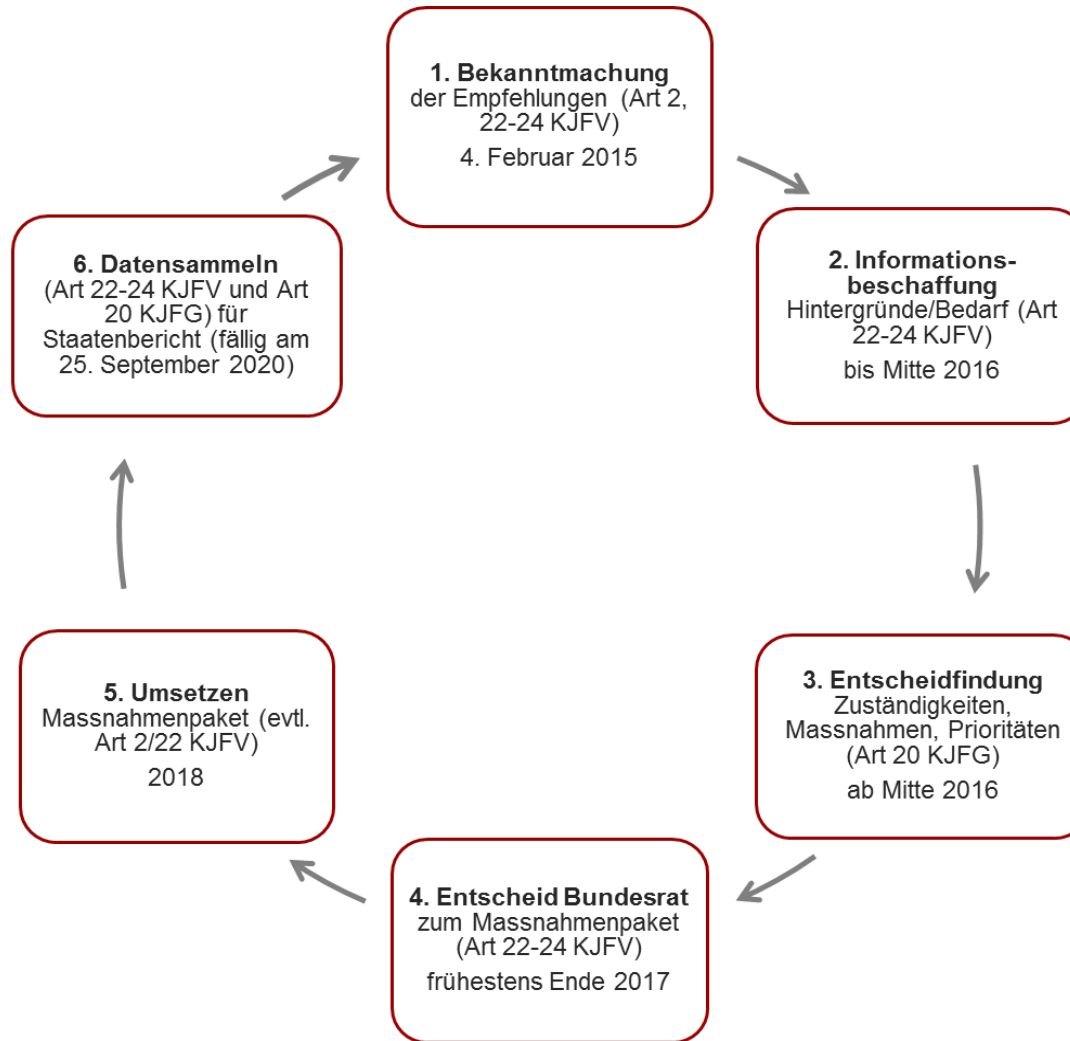 1. Bekanntmachung
der Empfehlungen (Art 2,
22-24 KJFV)
4. Februar 2015
2. Informations-
beschaffung
Hintergründe/Bedarf (Art
22-24 KJFV)
bis Mitte 2016
3. Entscheidfindung
Zuständigkeiten,
Massnahmen, Prioritäten
(Art 20 KJFG)
ab Mitte 2016
4. Entscheid Bundesrat
zum Massnahmenpaket
(Art 22-24 KJFV)
frühestens Ende 2017
5. Umsetzen
Massnahmenpaket (evtl.
Art 2/22 KJFV)
2018
6. Datensammeln
(Art 22-24 KJFV und Art
20 KJFG) für
Staatenbericht (fällig am
25. September 2020)